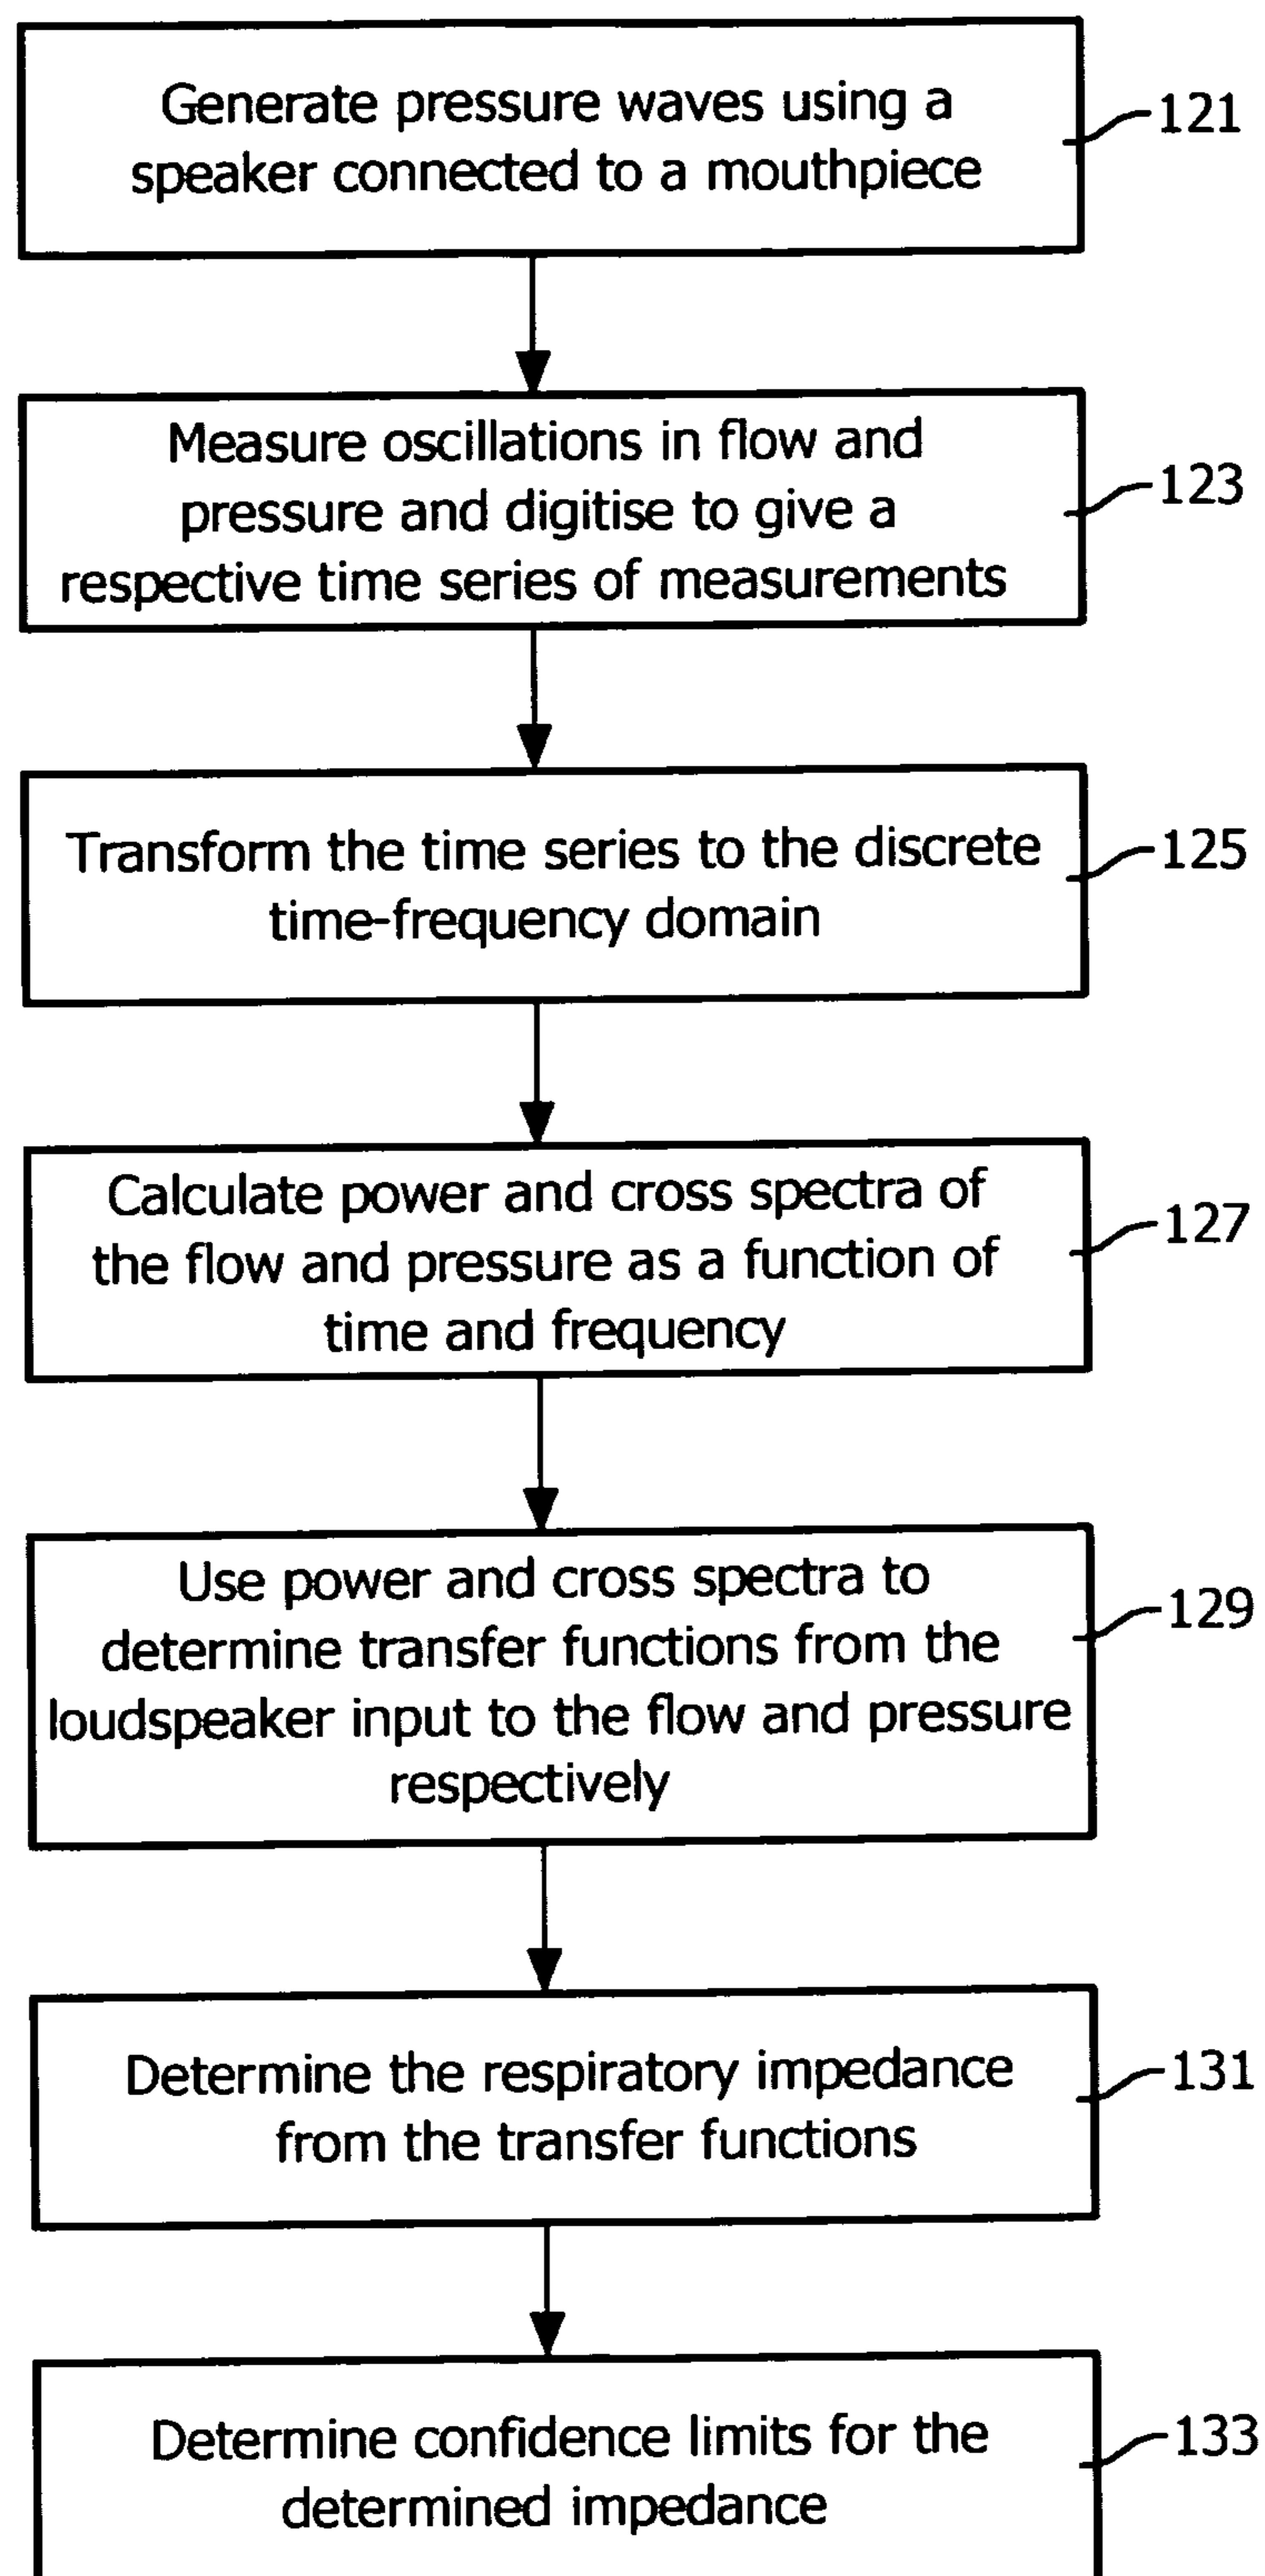 Generate pressure waves using a
speaker connected to a mouthpiece
121
Measure oscillations in flow and
pressure and digitise to give a
respective time series of measurements
123
Transform the time series to the discrete
time-frequency domain
125
Calculate power and cross spectra of
the flow and pressure as a function of
time and frequency
127
Use power and cross spectra to
determine transfer functions from the
loudspeaker input to the flow and pressure
respectively
129
Determine the respiratory impedance
from the transfer functions
131
Determine confidence limits for the
determined impedance
133